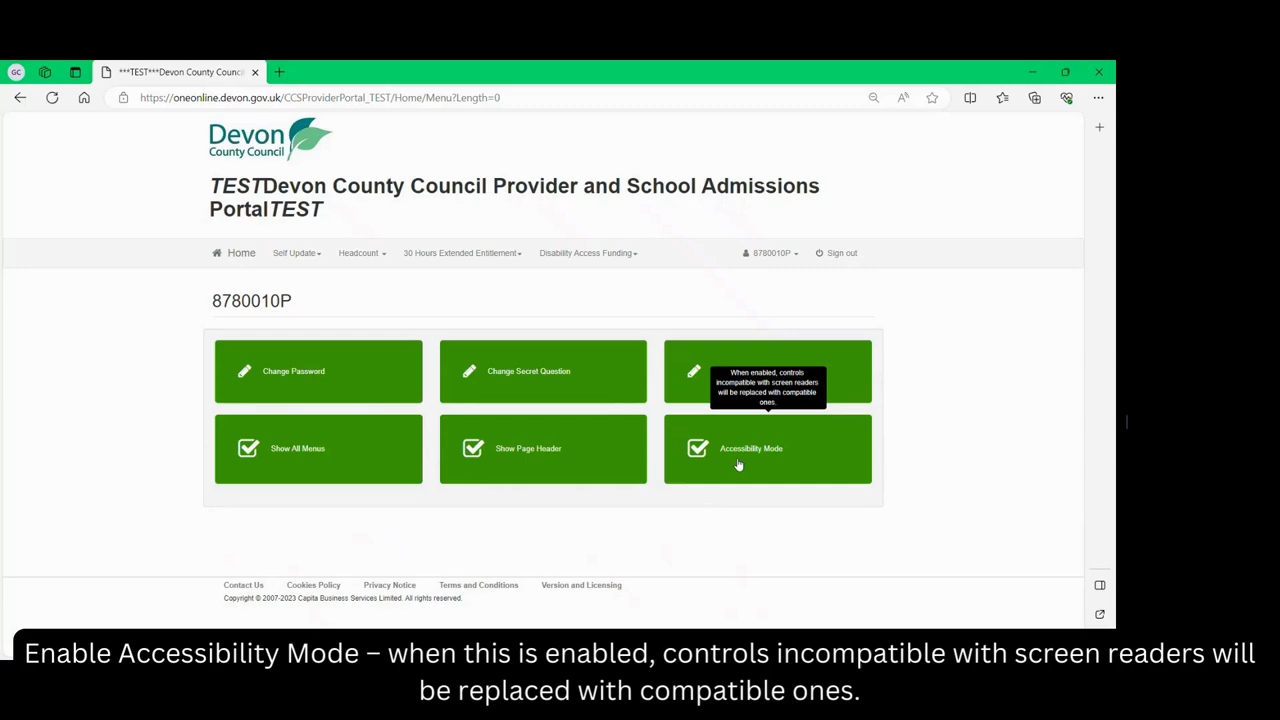 GC
***TEST***Devon County Counci
https://oneonline.devon.gov.uk/CCSProviderPortal_TEST/Home/Menu?Length=0
Devon
County Council
TESTDevon County Council Provider and School Admissions
PortalTEST
Home Self Update Headcount 30 Hours Extended Entitlement Disability Access Funding 8780010P Sign out
8780010P
Change Password Change Secret Question
When enabled, controls
incompatible with screen readers
will be replaced with compatible
ones.
Show All Menus Show Page Header Accessibility Mode
Contact Us Cookies Policy Privacy Notice Terms and Conditions Version and Licensing
Copyright © 2007-2023 Capita Business Services Limited. All rights reserved.
Enable Accessibility Mode – when this is enabled, controls incompatible with screen readers will
be replaced with compatible ones.